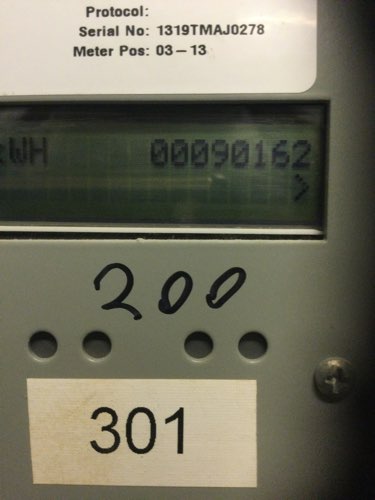 Protocol:
Serial No: 1319TMAJ0278
Meter Pos: 03-13
WH 00090162
>
200
301